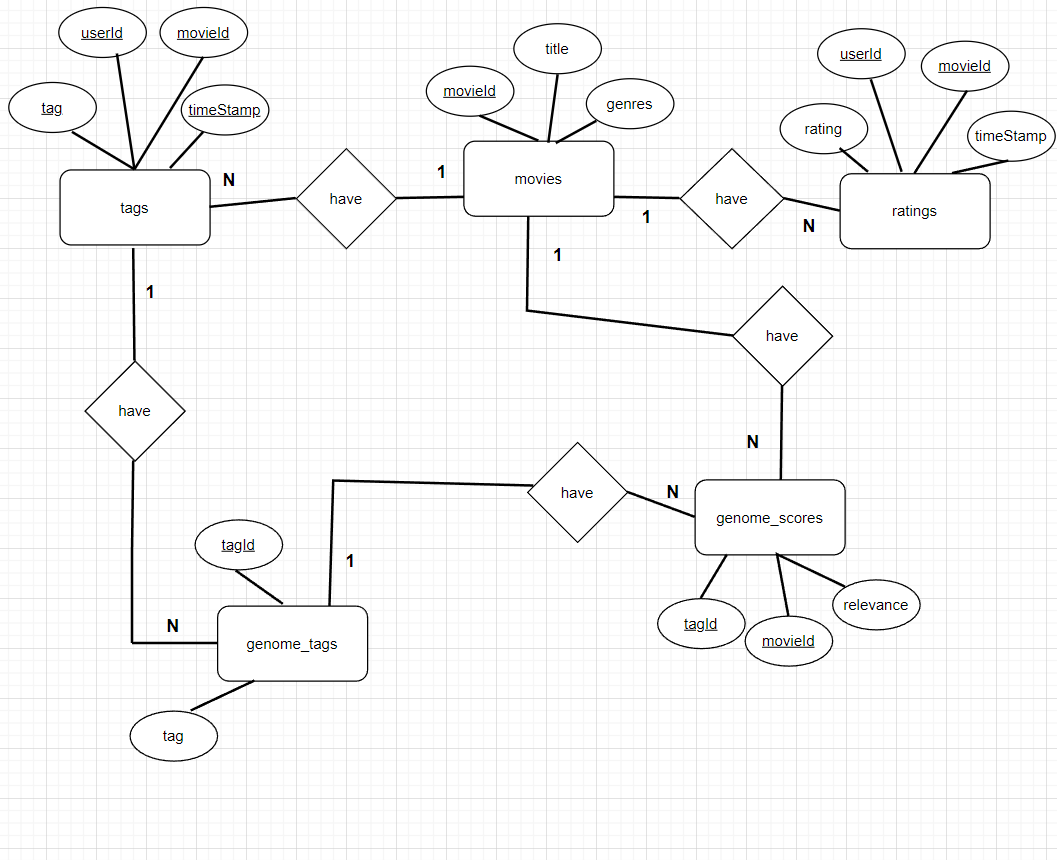 userId
movieId
tag
timeStamp
title
movieId
genres
userId
movieId
rating
timeStamp
tags
N
have
1
movies
1
have
N
ratings
1
1
have
have
N
have
N
genome_scores
tagId
1
N
genome_tags
tagId
movieId
relevance
tag